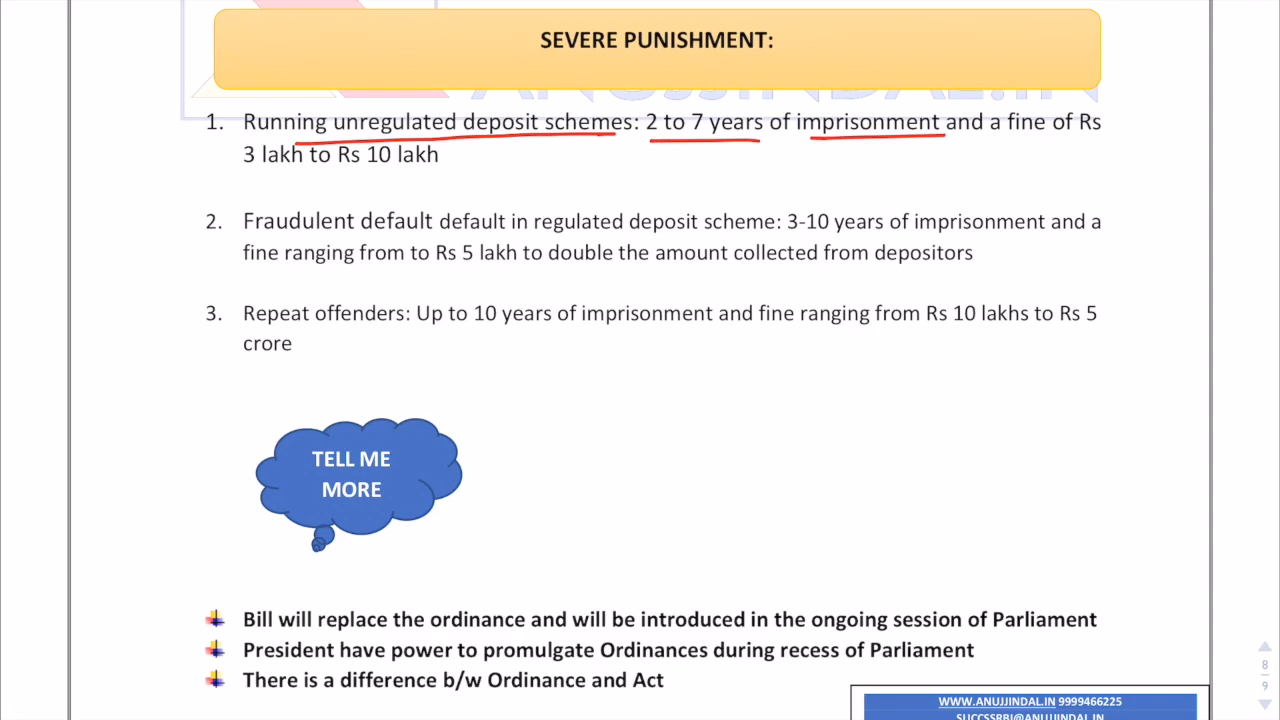 SEVERE PUNISHMENT:
ANUJJINDAL.IN
1. Running unregulated deposit schemes: 2 to 7 years of imprisonment and a fine of Rs
3 lakh to Rs 10 lakh
2. Fraudulent default default in regulated deposit scheme: 3-10 years of imprisonment and a
fine ranging from to Rs 5 lakh to double the amount collected from depositors
3. Repeat offenders: Up to 10 years of imprisonment and fine ranging from Rs 10 lakhs to Rs 5
crore
TELL ME
MORE
Bill will replace the ordinance and will be introduced in the ongoing session of Parliament
President have power to promulgate Ordinances during recess of Parliament
There is a difference b/w Ordinance and Act
WWW.ANUJJINDAL.IN 9999466225
SUCCSSRBI@ANUJJINDAL.IN
8
9